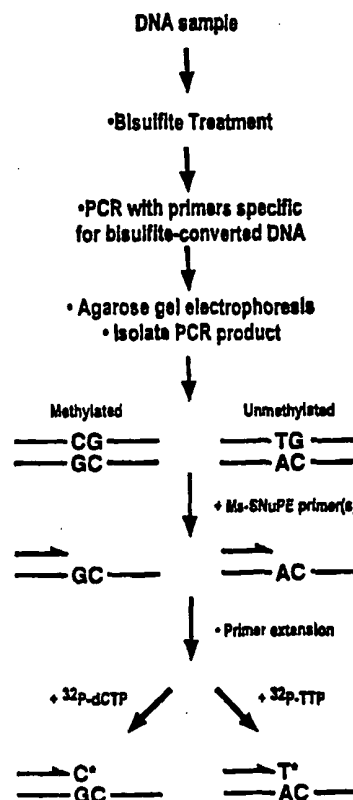 DNA sample
•Bisulfite Treatment
•PCR with primers specific
for bisulfite-converted DNA
• Agarose gel electrophoresis
• Isolate PCR product
Methylated Unmethylated
CG TG
GC AC
+ Ms-SNuPE primer(s
GC AC
• Primer extension
+ 32P-dCTP + 32P-TTP
C* T*
GC AC